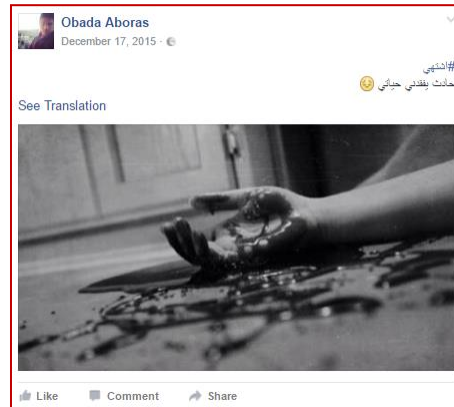 Obada Aboras
December 17, 2015 ·
#اشتهي
حادث يفقدني حياتي
See Translation
Like Comment Share